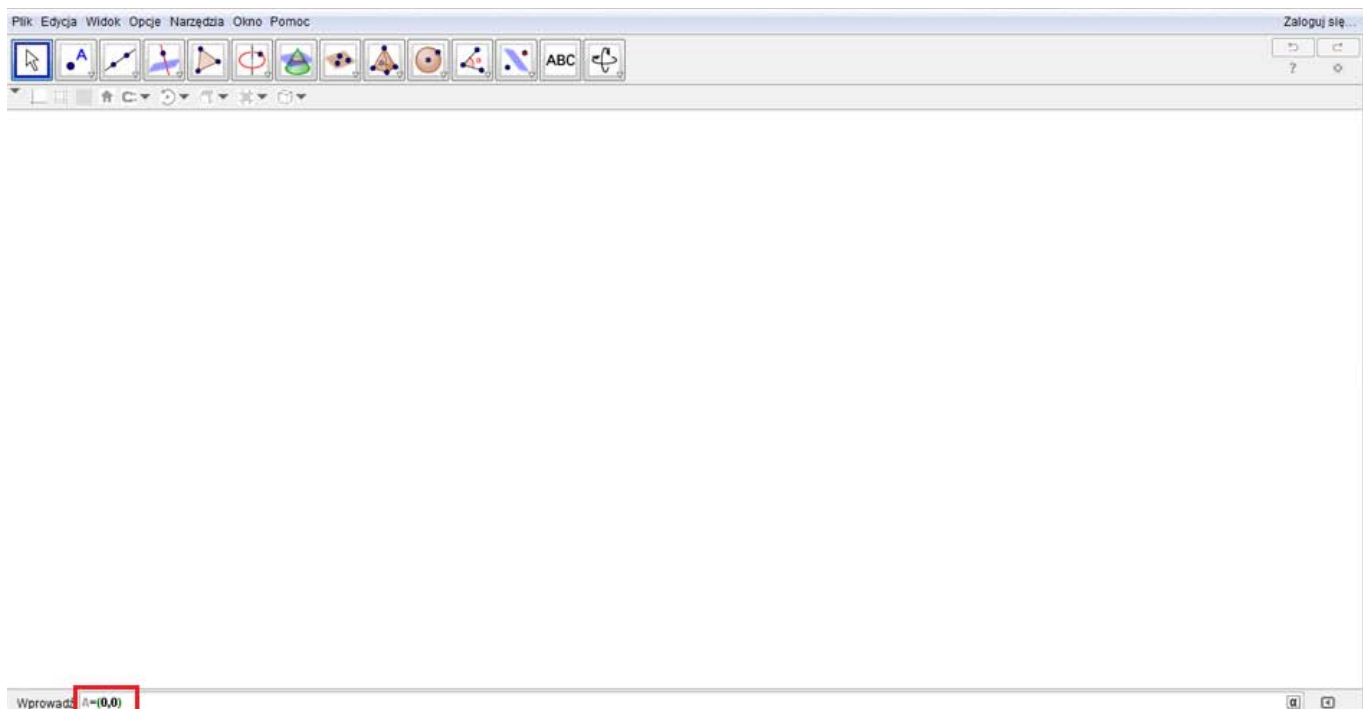 Plik Edycja Widok Opcje Narzędzia Okno Pomoc Zaloguj się...
A ABC
?
Wprowadź A=(0,0) α